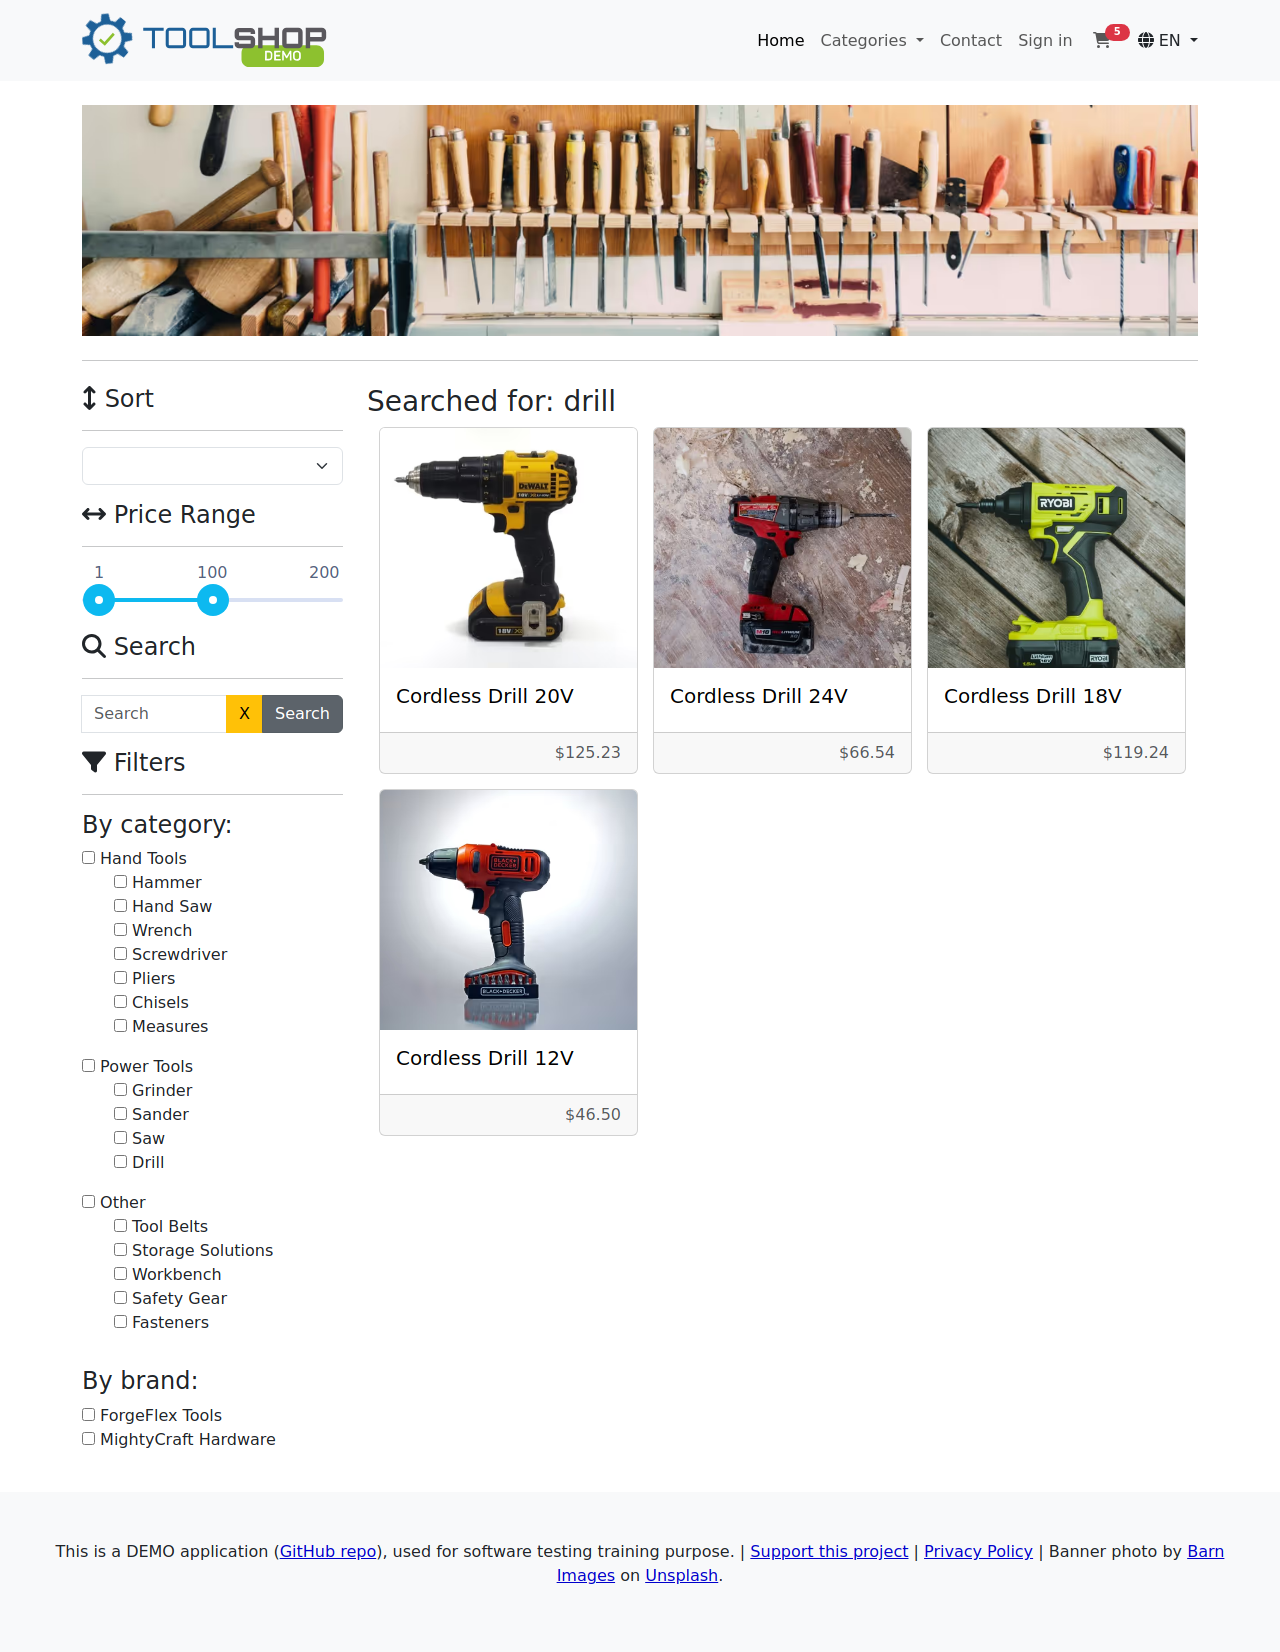 TOOLSHOP
DEMO
Home Categories Contact Sign in 5 EN
Sort
Searched for: drill
Price Range
1 100 200
Search
Search X Search
Filters
By category:
Hand Tools
Hammer
Hand Saw
Wrench
Screwdriver
Pliers
Chisels
Measures
Power Tools
Grinder
Sander
Saw
Drill
Other
Tool Belts
Storage Solutions
Workbench
Safety Gear
Fasteners
By brand:
ForgeFlex Tools
MightyCraft Hardware
DEWALT
Cordless Drill 20V
$125.23
Cordless Drill 24V
$66.54
RYOBI
RYOBI
Cordless Drill 18V
$119.24
BLACK+DECKER
BLACK+DECKER
Cordless Drill 12V
$46.50
This is a DEMO application (GitHub repo), used for software testing training purpose. | Support this project | Privacy Policy | Banner photo by Barn
Images on Unsplash.